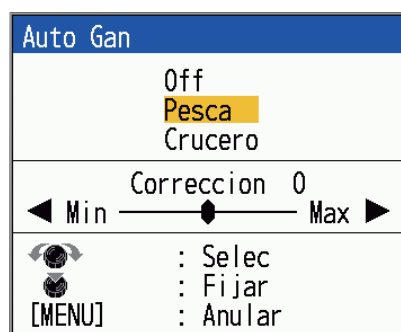 Auto Gan
Off
Pesca
Crucero
Correccion 0
Min Max
: Selec
: Fijar
[MENU] : Anular